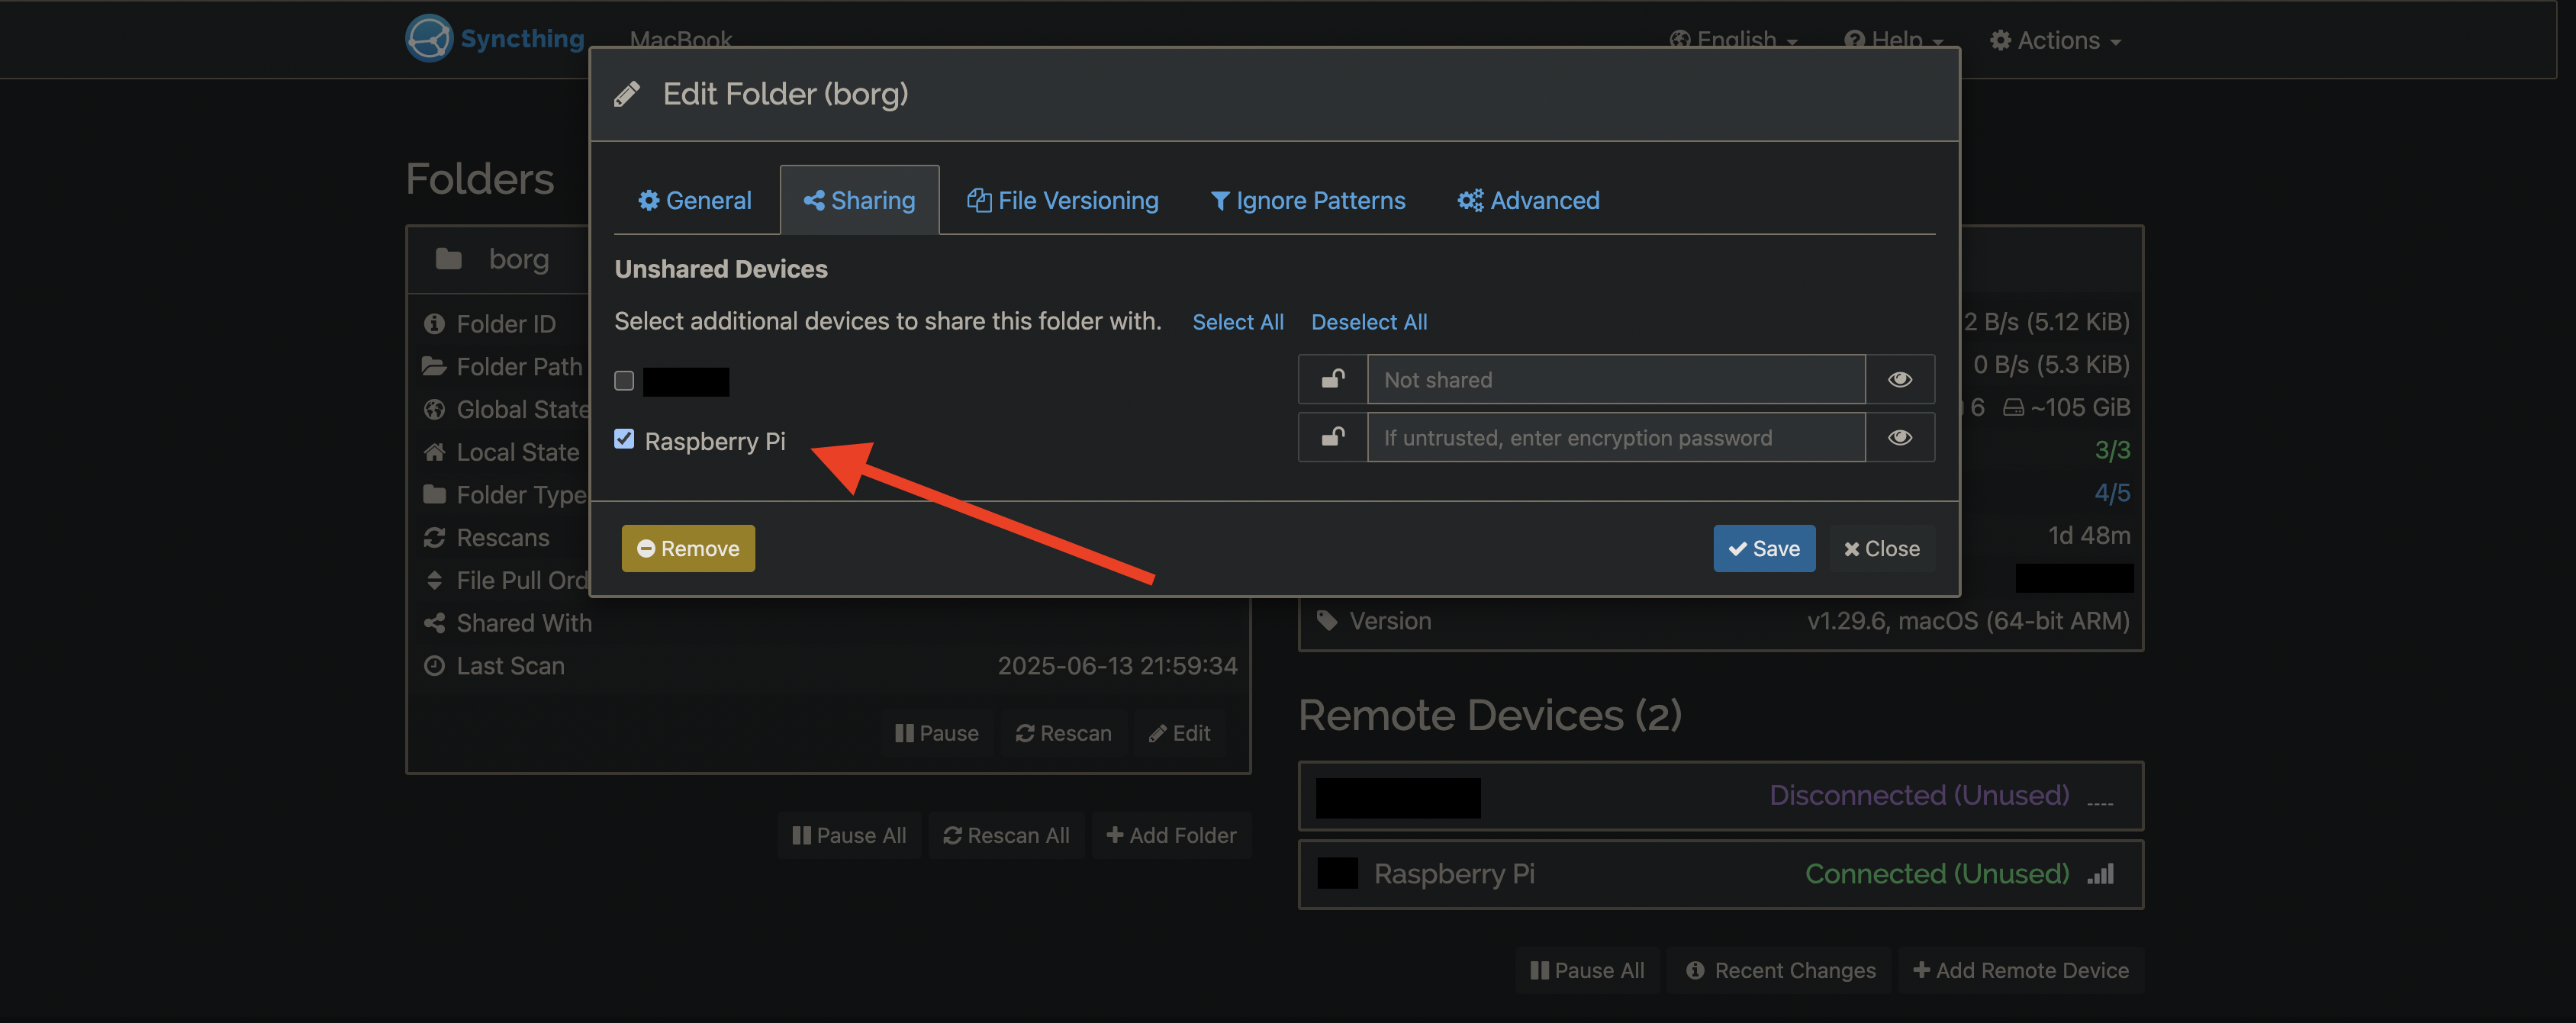 Syncthing MacBook English Help Actions
Edit Folder (borg)
General Sharing File Versioning Ignore Patterns Advanced
Unshared Devices
Select additional devices to share this folder with. Select All Deselect All
Not shared
Raspberry Pi If untrusted, enter encryption password
Remove Save Close
Folders
borg
Folder ID
Folder Path
Global State
Local State
Folder Type
Rescans
File Pull Ord
Shared With
Last Scan 2025-06-13 21:59:34
Pause Rescan Edit
Pause All Rescan All Add Folder
2 B/s (5.12 KiB)
0 B/s (5.3 KiB)
6 ~105 GiB
3/3
4/5
1d 48m
Version v1.29.6, macOS (64-bit ARM)
Remote Devices (2)
Disconnected (Unused)
Raspberry Pi Connected (Unused)
Pause All Recent Changes Add Remote Device